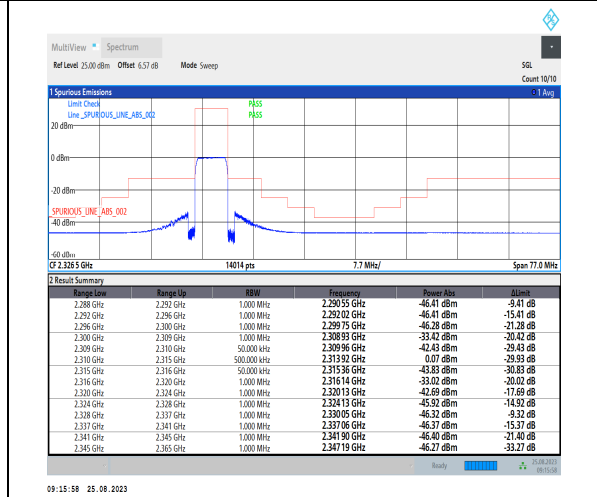 MultiView Spectrum
Ref Level 25.00 dBm Offset 6.57 dB Mode Sweep SGL
Count 10/10
1 Spurious Emissions 1 Avg
Limit Check PASS
Line _SPURIOUS_LINE_ABS_002 PASS
20 dBm
0 dBm
-20 dBm
_SPURIOUS_LINE_ABS_002
-40 dBm
-60 dBm
CF 2.3265 GHz 14014 pts 7.7 MHz/ Span 77.0 MHz
2 Result Summary
Range Low Range Up RBW Frequency Power Abs ΔLimit
2.288 GHz 2.292 GHz 1.000 MHz 2.29055 GHz -46.41 dBm -9.41 dB
2.292 GHz 2.296 GHz 1.000 MHz 2.29202 GHz -46.41 dBm -15.41 dB
2.296 GHz 2.300 GHz 1.000 MHz 2.29975 GHz -46.28 dBm -21.28 dB
2.300 GHz 2.309 GHz 1.000 MHz 2.30893 GHz -33.42 dBm -20.42 dB
2.309 GHz 2.310 GHz 50.000 kHz 2.30996 GHz -42.43 dBm -29.43 dB
2.310 GHz 2.315 GHz 500.000 kHz 2.31392 GHz 0.07 dBm -29.93 dB
2.315 GHz 2.316 GHz 50.000 kHz 2.31536 GHz -43.83 dBm -30.83 dB
2.316 GHz 2.320 GHz 1.000 MHz 2.31614 GHz -33.02 dBm -20.02 dB
2.320 GHz 2.324 GHz 1.000 MHz 2.32013 GHz -42.69 dBm -17.69 dB
2.324 GHz 2.328 GHz 1.000 MHz 2.32413 GHz -45.92 dBm -14.92 dB
2.328 GHz 2.337 GHz 1.000 MHz 2.33005 GHz -46.32 dBm -9.32 dB
2.337 GHz 2.341 GHz 1.000 MHz 2.33706 GHz -46.37 dBm -15.37 dB
2.341 GHz 2.345 GHz 1.000 MHz 2.34190 GHz -46.40 dBm -21.40 dB
2.345 GHz 2.365 GHz 1.000 MHz 2.34719 GHz -46.27 dBm -33.27 dB
Ready 25.08.2023
09:15:58
09:15:58 25.08.2023